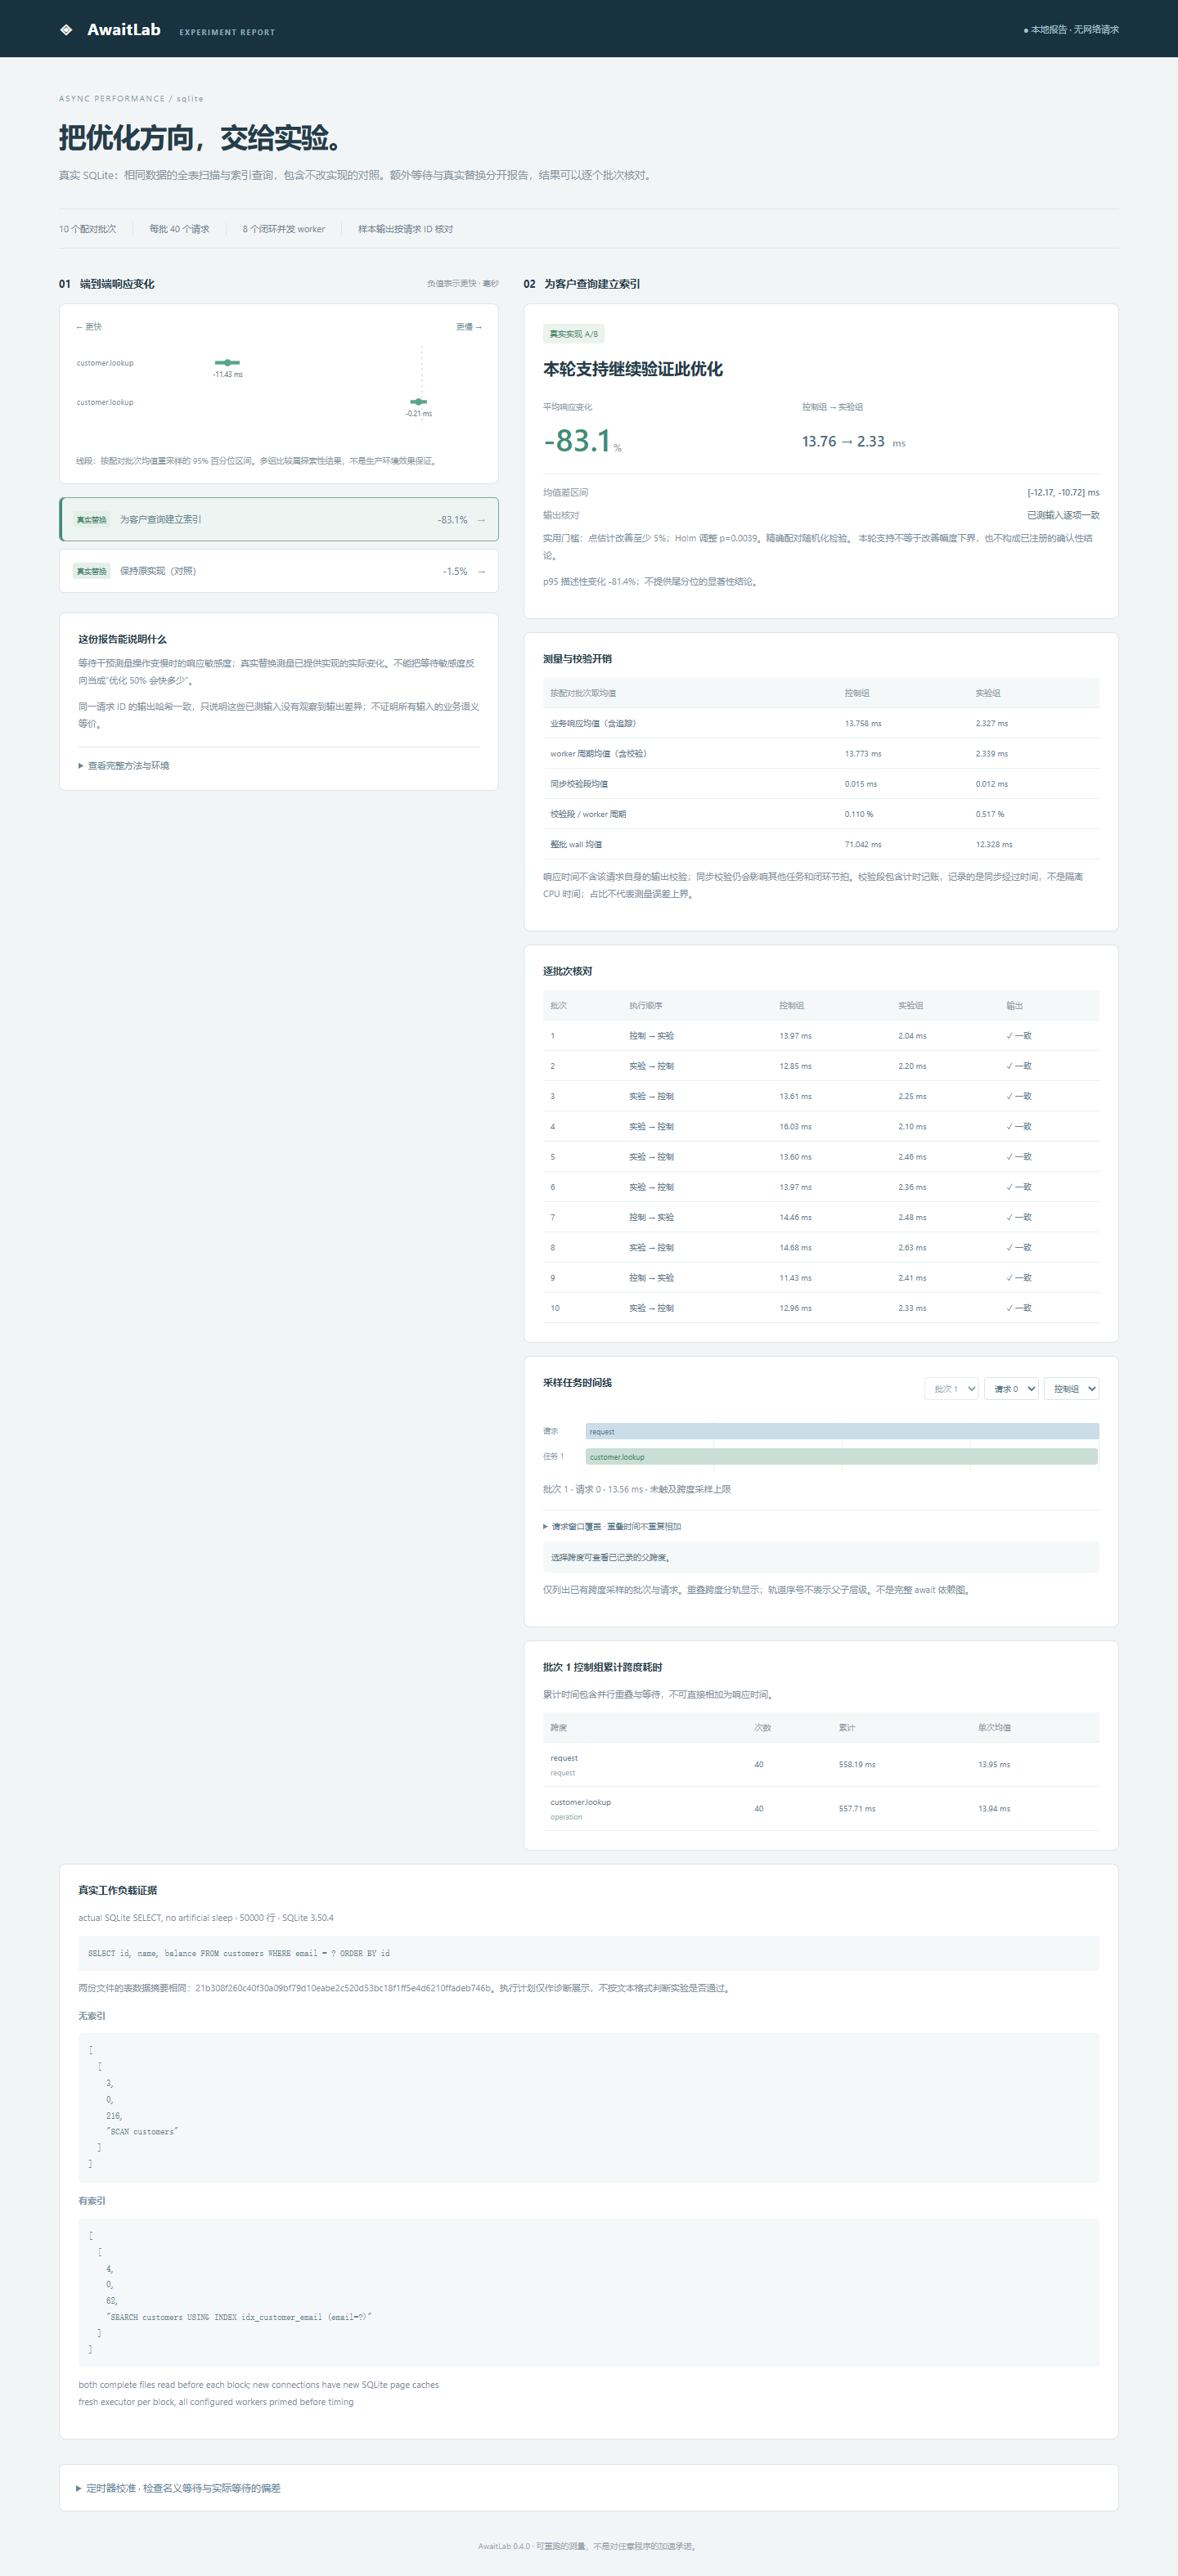 AwaitLab EXPERIMENT REPORT
本地报告 · 无网络请求
ASYNC PERFORMANCE / sqlite
把优化方向，交给实验。
真实 SQLite：相同数据的全表扫描与索引查询，包含不改实现的对照。额外等待与真实替换分开报告，结果可以逐个批次核对。
10 个配对批次
每批 40 个请求
8 个闭环并发 worker
样本输出按请求 ID 核对
01 端到端响应变化
负值表示更快 · 毫秒
← 更快
更慢 →
customer.lookup
-11.43 ms
customer.lookup
-0.21 ms
线段：按配对批次均值重采样的 95% 百分位区间。多组比较属探索性结果，不是生产环境效果保证。
真实替换 为客户查询建立索引 -83.1% →
真实替换 保持原实现（对照） -1.5% →
这份报告能说明什么
等待干预测量操作变慢时的响应敏感度；真实替换测量已提供实现的实际变化。不能把等待敏感度反
向当成“优化 50% 会快多少”。
同一请求 ID 的输出哈希一致，只说明这些已测输入没有观察到输出差异；不证明所有输入的业务语义
等价。
▶ 查看完整方法与环境
02 为客户查询建立索引
真实实现 A/B
本轮支持继续验证此优化
平均响应变化
-83.1%
控制组 → 实验组
13.76 → 2.33 ms
均值差区间 [-12.17, -10.72] ms
输出核对 已测输入逐项一致
实用门槛：点估计改善至少 5%；Holm 调整 p=0.0039。精确配对随机化检验。 本轮支持不等于改善幅度下界，也不构成已注册的确认性结
论。
p95 描述性变化 -81.4%；不提供尾分位的显著性结论。
测量与校验开销
按配对批次取均值 控制组 实验组
业务响应均值（含追踪） 13.758 ms 2.327 ms
worker 周期均值（含校验） 13.773 ms 2.339 ms
同步校验段均值 0.015 ms 0.012 ms
校验段 / worker 周期 0.110 % 0.517 %
整批 wall 均值 71.042 ms 12.328 ms
响应时间不含该请求自身的输出校验；同步校验仍会影响其他任务和闭环节拍。校验段包含计时记账，记录的是同步经过时间，不是隔离
CPU 时间；占比不代表测量误差上界。
逐批次核对
批次 执行顺序 控制组 实验组 输出
1 控制 → 实验 13.97 ms 2.04 ms ✓ 一致
2 实验 → 控制 12.85 ms 2.20 ms ✓ 一致
3 实验 → 控制 13.61 ms 2.25 ms ✓ 一致
4 实验 → 控制 16.03 ms 2.10 ms ✓ 一致
5 实验 → 控制 13.60 ms 2.46 ms ✓ 一致
6 实验 → 控制 13.97 ms 2.36 ms ✓ 一致
7 控制 → 实验 14.46 ms 2.48 ms ✓ 一致
8 实验 → 控制 14.68 ms 2.63 ms ✓ 一致
9 控制 → 实验 11.43 ms 2.41 ms ✓ 一致
10 实验 → 控制 12.96 ms 2.33 ms ✓ 一致
采样任务时间线
批次 1 请求 0 控制组
请求 request
任务 1 customer.lookup
批次 1 · 请求 0 · 13.56 ms · 未触及跨度采样上限
▶ 请求窗口覆盖 · 重叠时间不重复相加
选择跨度可查看已记录的父跨度。
仅列出已有跨度采样的批次与请求。重叠跨度分轨显示；轨道序号不表示父子层级。不是完整 await 依赖图。
批次 1 控制组累计跨度耗时
累计时间包含并行重叠与等待，不可直接相加为响应时间。
跨度 次数 累计 单次均值
request
request
40 558.19 ms 13.95 ms
customer.lookup
operation
40 557.71 ms 13.94 ms
真实工作负载证据
actual SQLite SELECT, no artificial sleep · 50000 行 · SQLite 3.50.4
SELECT id, name, balance FROM customers WHERE email = ? ORDER BY id
两份文件的表数据摘要相同：21b308f260c40f30a09bf79d10eabe2c520d53bc18f1ff5e4d6210ffadeb746b。执行计划仅作诊断展示，不按文本格式判断实验是否通过。
无索引
[
[
3,
0,
216,
"SCAN customers"
]
]
有索引
[
[
4,
0,
62,
"SEARCH customers USING INDEX idx_customer_email (email=?)"
]
]
both complete files read before each block; new connections have new SQLite page caches
fresh executor per block, all configured workers primed before timing
▶ 定时器校准 · 检查名义等待与实际等待的偏差
AwaitLab 0.4.0 · 可重跑的测量，不是对任意程序的加速承诺。